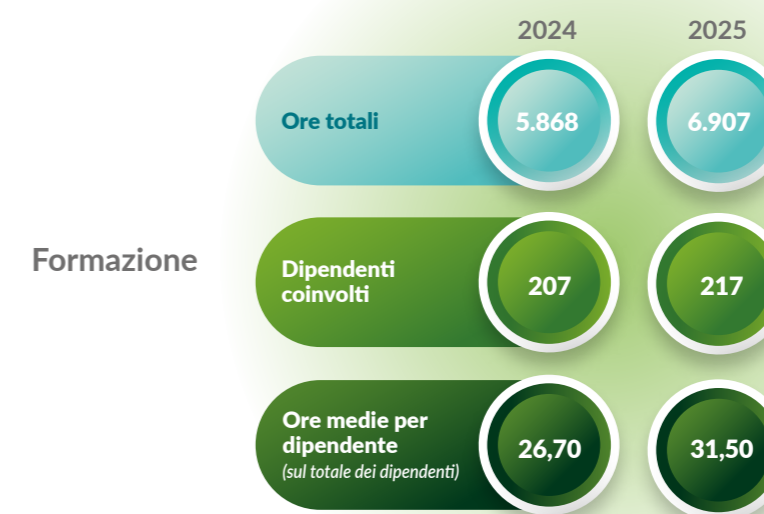 2024 2025
Ore totali 5.868 6.907
Formazione
Dipendenti
coinvolti 207 217
Ore medie per
dipendente 26,70 31,50
(sul totale dei dipendenti)